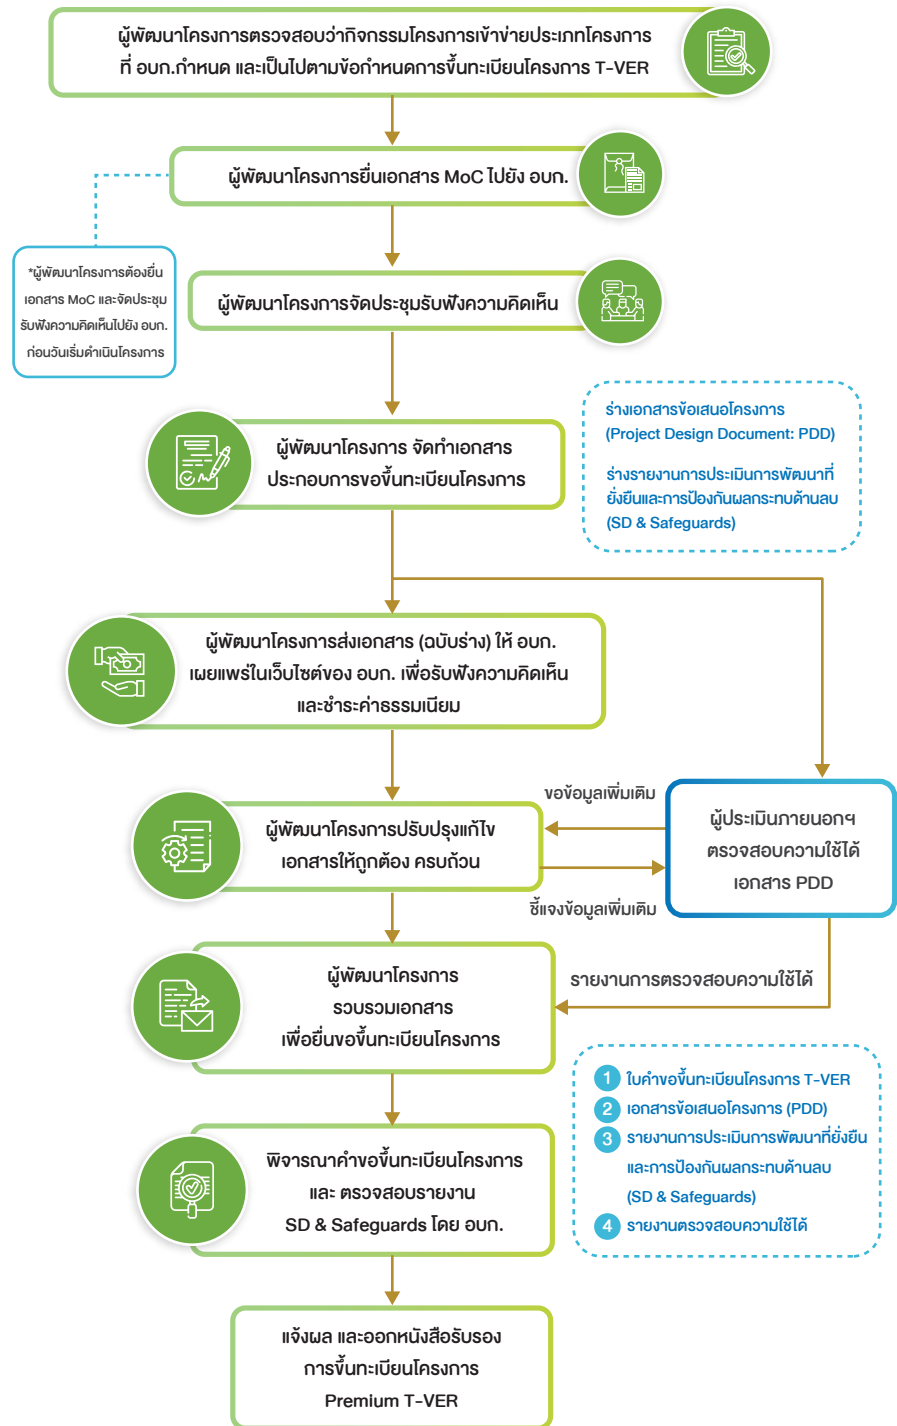 ผู้พัฒนาโครงการตรวจสอบว่ากิจกรรมโครงการเข้าข่ายประเภทโครงการ
ที่ อบก.กำหนด และเป็นไปตามข้อกำหนดการขึ้นทะเบียนโครงการ T-VER
ผู้พัฒนาโครงการยื่นเอกสาร MoC ไปยัง อบก.
*ผู้พัฒนาโครงการต้องยื่น
เอกสาร MoC และจัดประชุม
รับฟังความคิดเห็นไปยัง อบก.
ก่อนวันเริ่มดำเนินโครงการ
ผู้พัฒนาโครงการจัดประชุมรับฟังความคิดเห็น
ผู้พัฒนาโครงการ จัดทำเอกสาร
ประกอบการขอขึ้นทะเบียนโครงการ
ร่างเอกสารข้อเสนอโครงการ
(Project Design Document: PDD)
ร่างรายงานการประเมินการพัฒนาที่
ยั่งยืนและการป้องกันผลกระทบด้านลบ
(SD & Safeguards)
ผู้พัฒนาโครงการส่งเอกสาร (ฉบับร่าง) ให้ อบก.
เผยแพร่ในเว็บไซต์ของ อบก. เพื่อรับฟังความคิดเห็น
และชำระค่าธรรมเนียม
ผู้พัฒนาโครงการปรับปรุงแก้ไข
เอกสารให้ถูกต้อง ครบถ้วน
ขอข้อมูลเพิ่มเติม
ชี้แจงข้อมูลเพิ่มเติม
ผู้ประเมินภายนอกฯ
ตรวจสอบความใช้ได้
เอกสาร PDD
รายงานการตรวจสอบความใช้ได้
ผู้พัฒนาโครงการ
รวบรวมเอกสาร
เพื่อยื่นขอขึ้นทะเบียนโครงการ
1 ใบคำขอขึ้นทะเบียนโครงการ T-VER
2 เอกสารข้อเสนอโครงการ (PDD)
3 รายงานการประเมินการพัฒนาที่ยั่งยืน
และการป้องกันผลกระทบด้านลบ
(SD & Safeguards)
4 รายงานตรวจสอบความใช้ได้
พิจารณาคำขอขึ้นทะเบียนโครงการ
และ ตรวจสอบรายงาน
SD & Safeguards โดย อบก.
แจ้งผล และออกหนังสือรับรอง
การขึ้นทะเบียนโครงการ
Premium T-VER